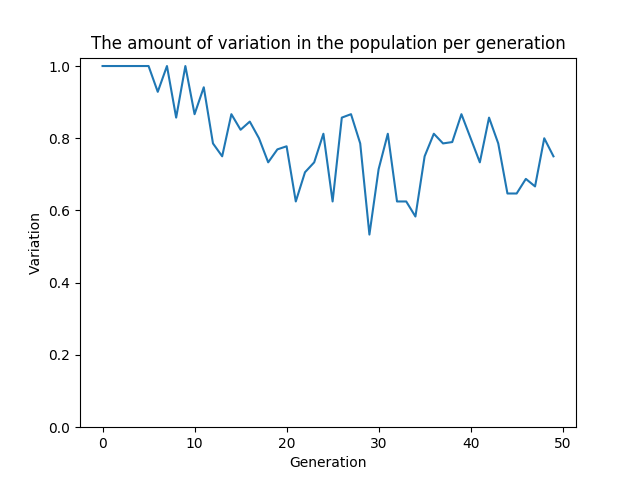 The amount of variation in the population per generation
1.0
0.8
0.6
0.4
0.2
0.0
Variation
0 10 20 30 40 50
Generation